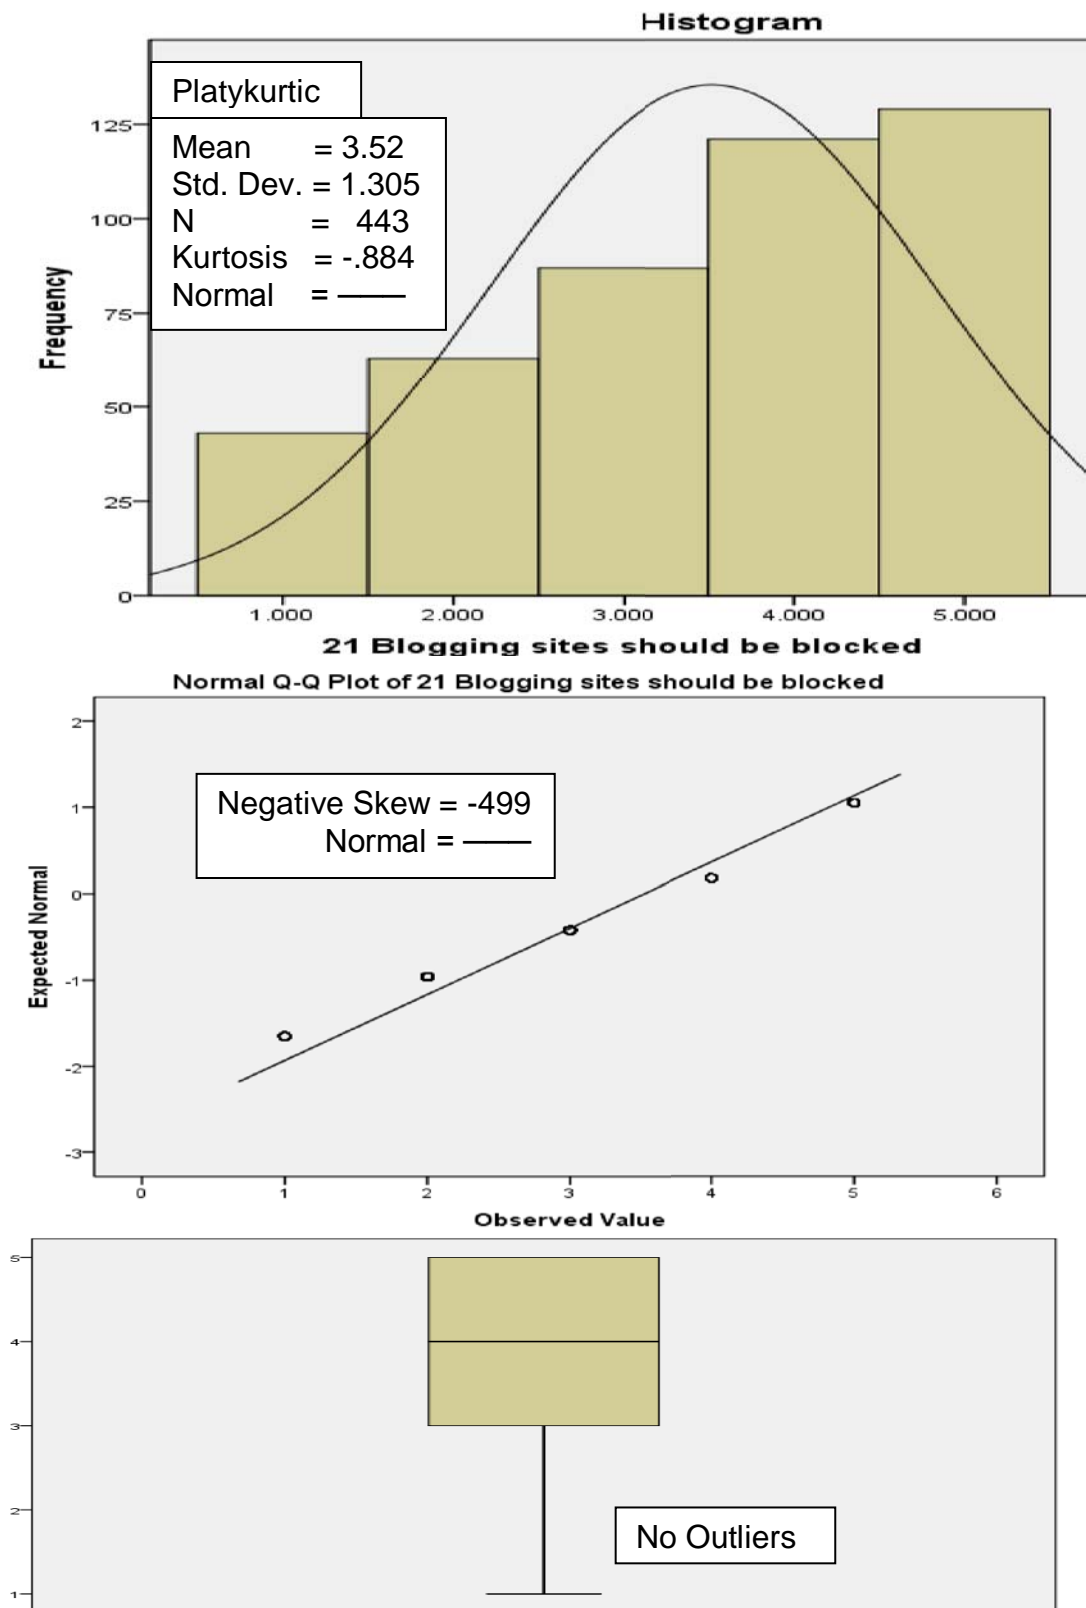 Histogram
Platykurtic
Mean = 3.52
Std. Dev. = 1.305
N = 443
Kurtosis = -.884
Normal = ——
Frequency
125
100
75
50
25
0
1.000 2.000 3.000 4.000 5.000
21 Blogging sites should be blocked
Normal Q-Q Plot of 21 Blogging sites should be blocked
Negative Skew = -499
Normal = ——
Expected Normal
2
1
0
-1
-2
-3
0 1 2 3 4 5 6
Observed Value
5
4
3
2
1
No Outliers